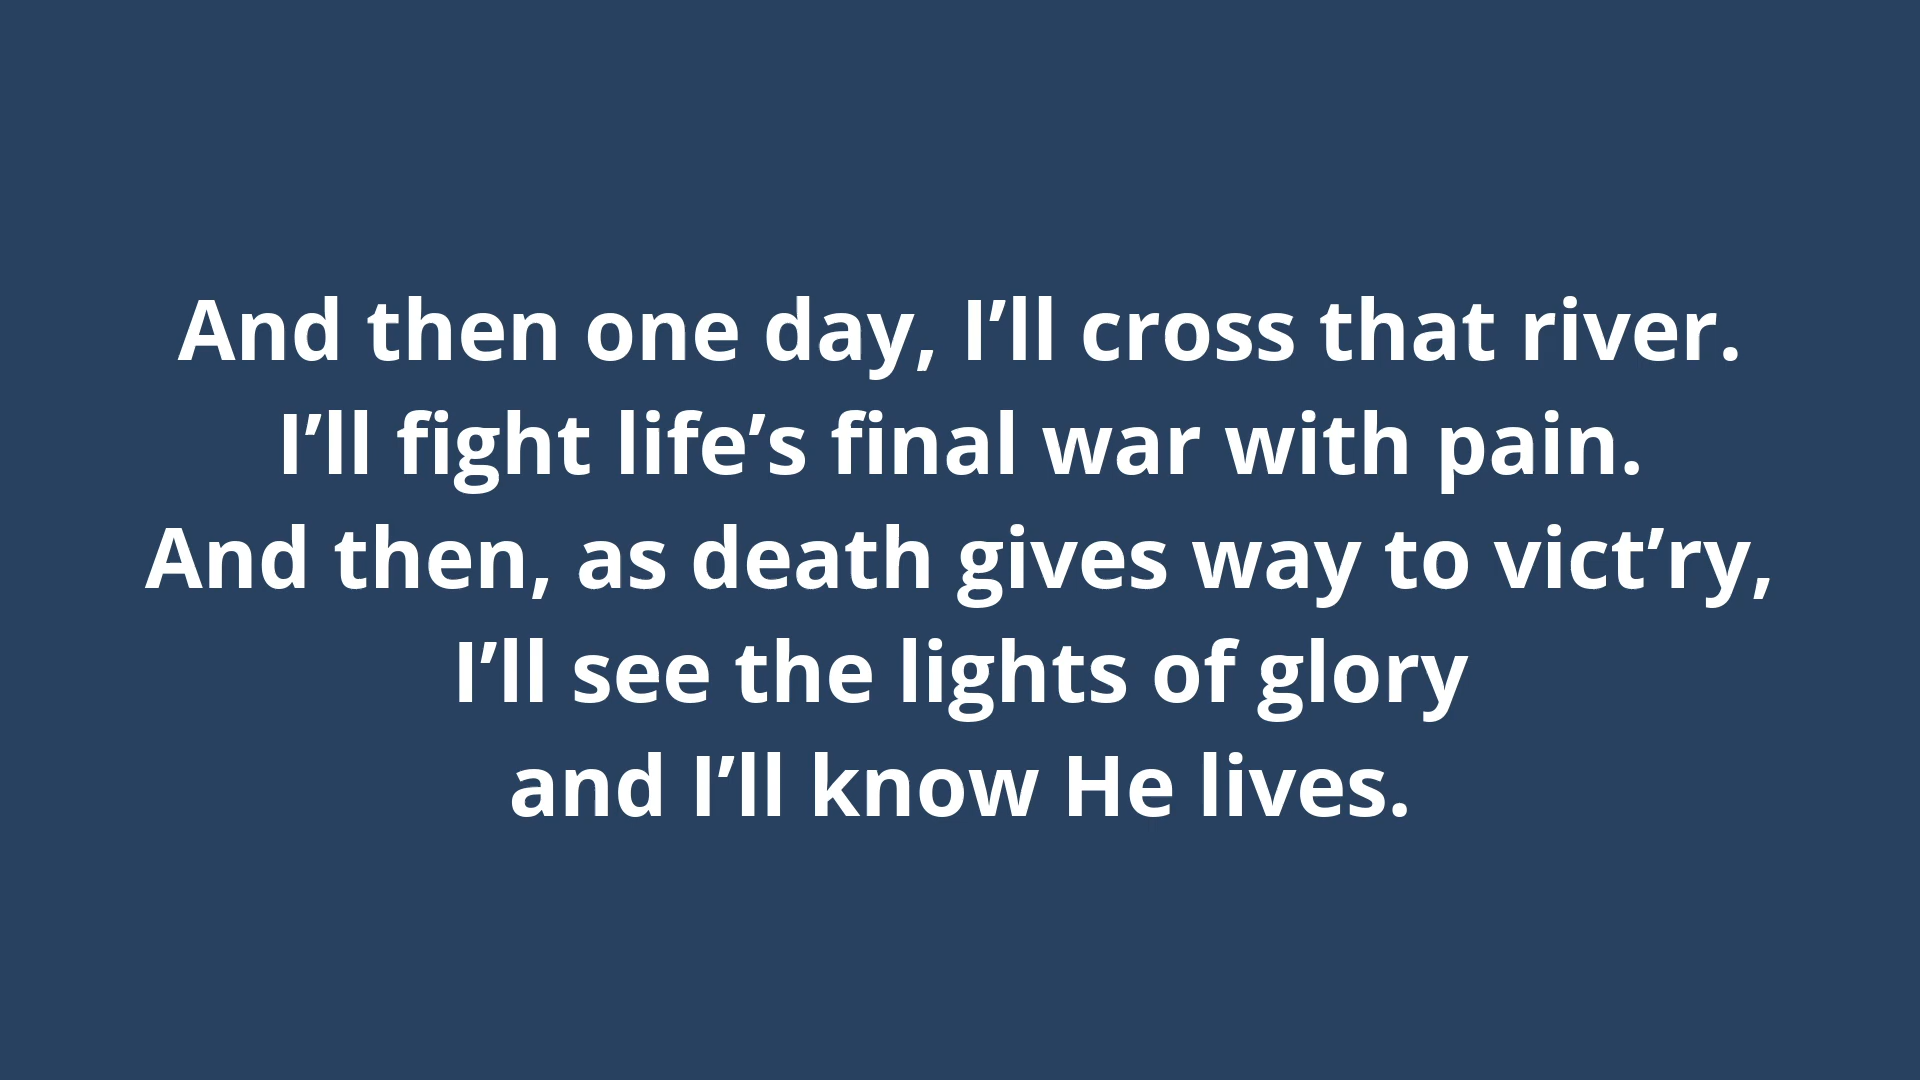 And then one day, I’ll cross that river.
I’ll fight life’s final war with pain.
And then, as death gives way to vict’ry,
I’ll see the lights of glory
and I’ll know He lives.